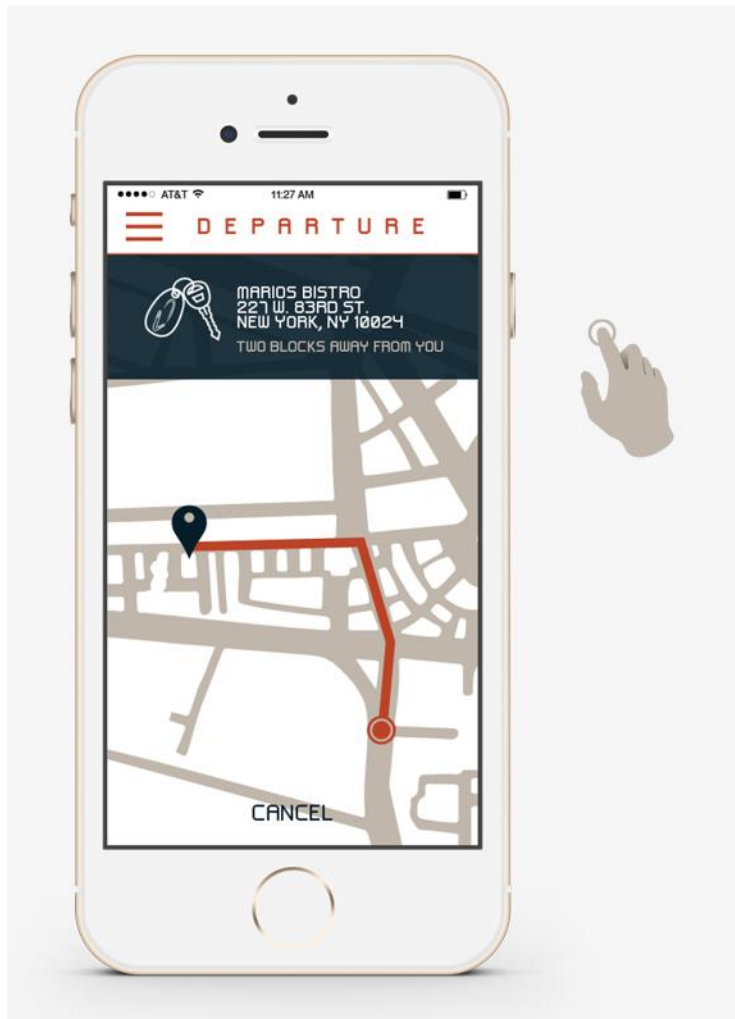 AT&T 11:27 AM
DEPARTURE
MARIOS BISTRO
227 W. 83RD ST.
NEW YORK, NY 10024
TWO BLOCKS AWAY FROM YOU
CANCEL